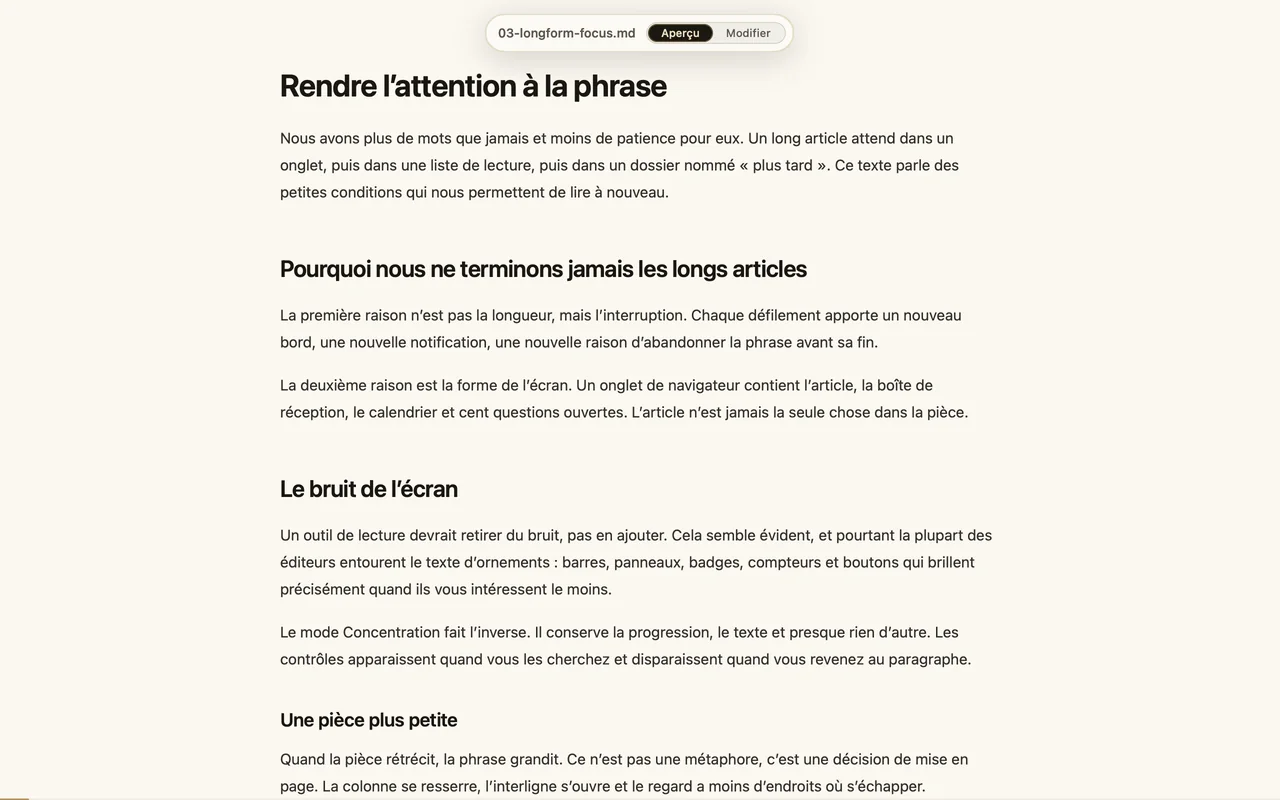 03-longform-focus.md Aperçu Modifier
Rendre l’attention à la phrase
Nous avons plus de mots que jamais et moins de patience pour eux. Un long article attend dans un
onglet, puis dans une liste de lecture, puis dans un dossier nommé « plus tard ». Ce texte parle des
petites conditions qui nous permettent de lire à nouveau.
Pourquoi nous ne terminons jamais les longs articles
La première raison n’est pas la longueur, mais l’interruption. Chaque défilement apporte un nouveau
bord, une nouvelle notification, une nouvelle raison d’abandonner la phrase avant sa fin.
La deuxième raison est la forme de l’écran. Un onglet de navigateur contient l’article, la boîte de
réception, le calendrier et cent questions ouvertes. L’article n’est jamais la seule chose dans la pièce.
Le bruit de l’écran
Un outil de lecture devrait retirer du bruit, pas en ajouter. Cela semble évident, et pourtant la plupart des
éditeurs entourent le texte d’ornements : barres, panneaux, badges, compteurs et boutons qui brillent
précisément quand ils vous intéressent le moins.
Le mode Concentration fait l’inverse. Il conserve la progression, le texte et presque rien d’autre. Les
contrôles apparaissent quand vous les cherchez et disparaissent quand vous revenez au paragraphe.
Une pièce plus petite
Quand la pièce rétrécit, la phrase grandit. Ce n’est pas une métaphore, c’est une décision de mise en
page. La colonne se resserre, l’interligne s’ouvre et le regard a moins d’endroits où s’échapper.